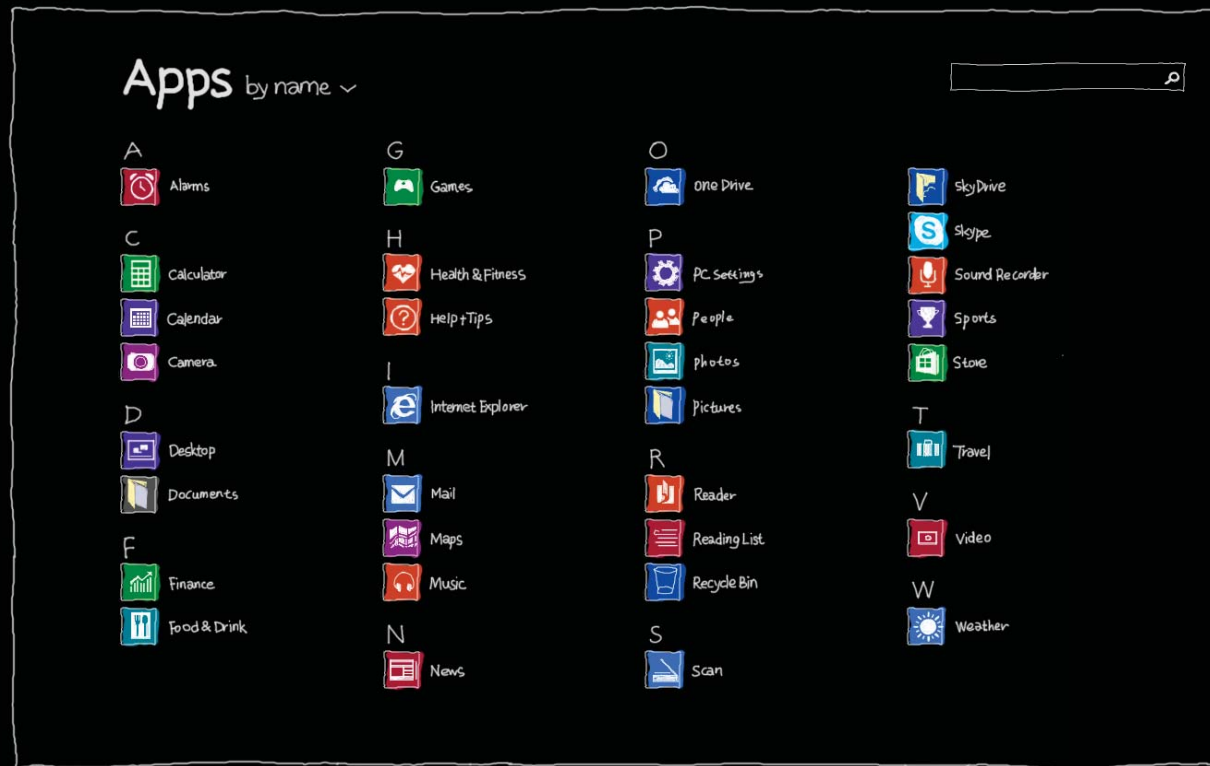 Apps by name
A
Alarms
C
Calculator
Calendar
Camera
D
Desktop
Documents
F
Finance
Food & Drink
G
Games
H
Health & Fitness
Help+Tips
I
Internet Explorer
M
Mail
Maps
Music
N
News
O
one Drive
P
PC settings
People
photos
Pictures
R
Reader
Reading List
Recycle Bin
S
Scan
skyDrive
Skype
Sound Recorder
Sports
Store
T
Travel
V
Video
W
Weather